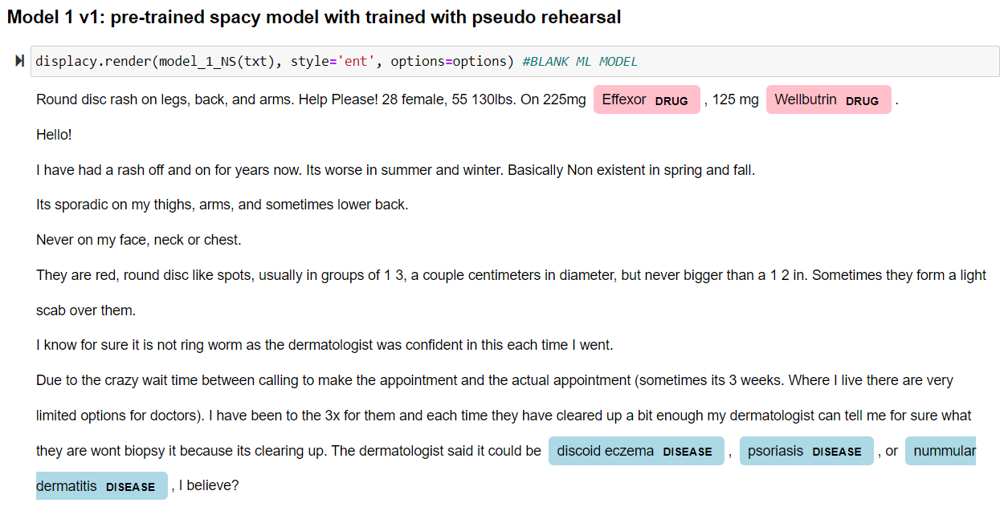 Model 1 v1: pre-trained spacy model with trained with pseudo rehearsal
displacy.render(model_1_NS(txt), style='ent', options=options) #BLANK ML MODEL
Round disc rash on legs, back, and arms. Help Please! 28 female, 55 130lbs. On 225mg Effexor DRUG , 125 mg Wellbutrin DRUG .
Hello!
I have had a rash off and on for years now. Its worse in summer and winter. Basically Non existent in spring and fall.
Its sporadic on my thighs, arms, and sometimes lower back.
Never on my face, neck or chest.
They are red, round disc like spots, usually in groups of 1 3, a couple centimeters in diameter, but never bigger than a 1 2 in. Sometimes they form a light
scab over them.
I know for sure it is not ring worm as the dermatologist was confident in this each time I went.
Due to the crazy wait time between calling to make the appointment and the actual appointment (sometimes its 3 weeks. Where I live there are very
limited options for doctors). I have been to the 3x for them and each time they have cleared up a bit enough my dermatologist can tell me for sure what
they are wont biopsy it because its clearing up. The dermatologist said it could be discoid eczema DISEASE , psoriasis DISEASE , or nummular
dermatitis DISEASE , I believe?